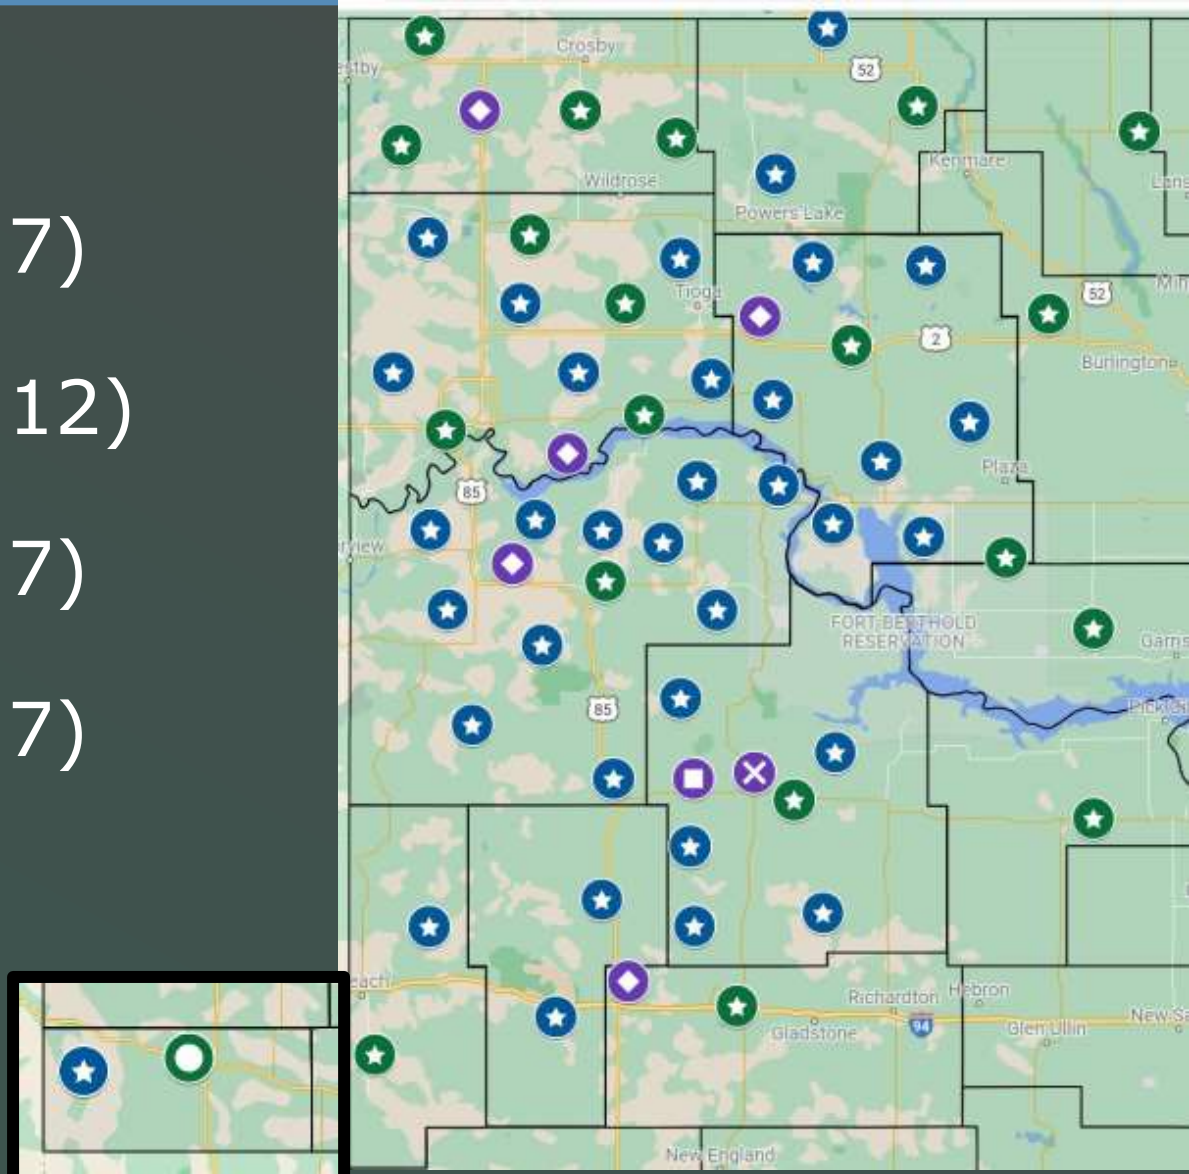 7)
12)
7)
7)
Crosby
52
Kenmare
Wildrose
Powers Lake
Tioga
52
2
Burlington
Plaza
85
FORT BERTHOLD
RESERVATION
85
Richardton
Hebron
Gladstone
94
Glen Ullin
New England